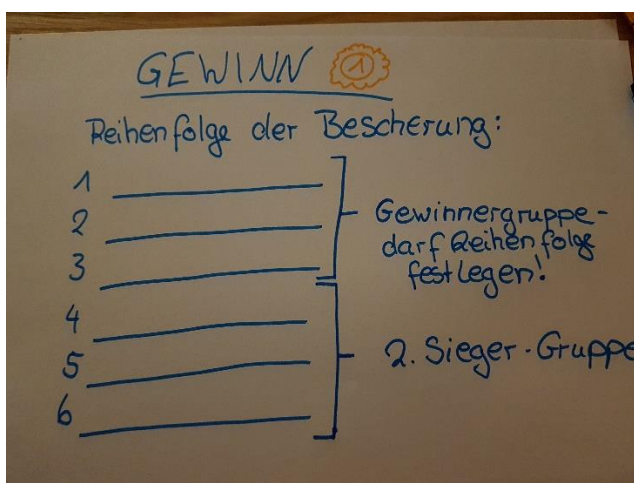 GEWINN 1
Reihenfolge der Bescherung:
1
2
3
Gewinnergruppe-
darf Reihenfolge
festlegen!
4
5
6
2. Sieger-Gruppe